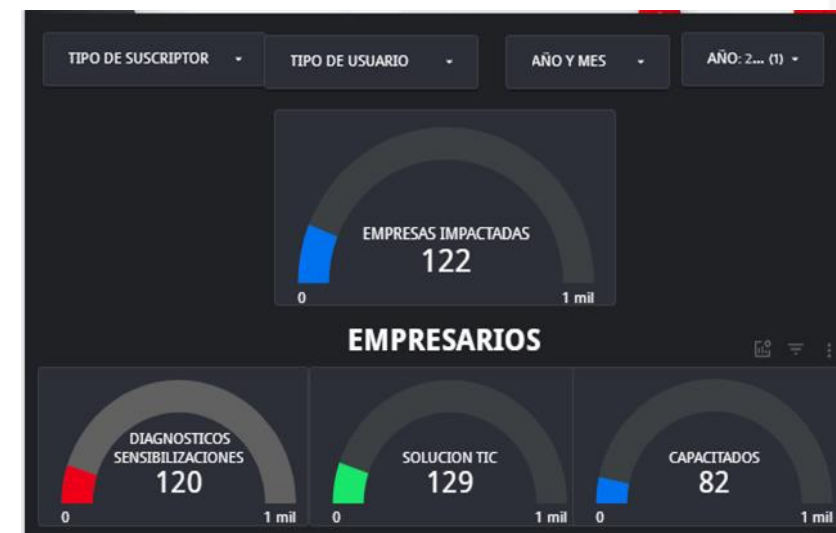 TIPO DE SUSCRIPTOR
TIPO DE USUARIO
AÑO Y MES
AÑO: 2... (1)
EMPRESAS IMPACTADAS
122
0
1 mil
EMPRESARIOS
DIAGNOSTICOS
SENSIBILIZACIONES
120
0
1 mil
SOLUCION TIC
129
0
1 mil
CAPACITADOS
82
0
1 mil